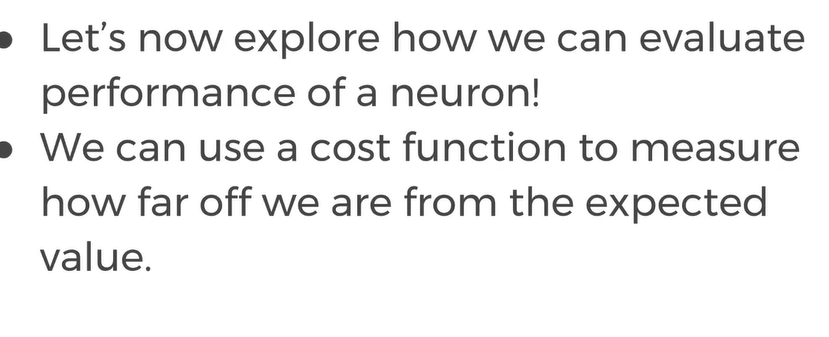 • Let's now explore how we can evaluate
performance of a neuron!
• We can use a cost function to measure
how far off we are from the expected
value.